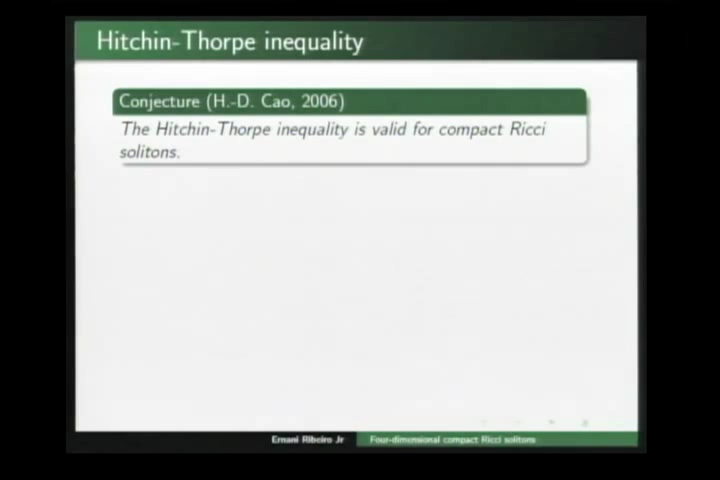 Hitchin-Thorpe inequality
Conjecture (H.-D. Cao, 2006)
The Hitchin-Thorpe inequality is valid for compact Ricci
solitons.
Ernani Ribeiro Jr
Four-dimensional compact Ricci solitons